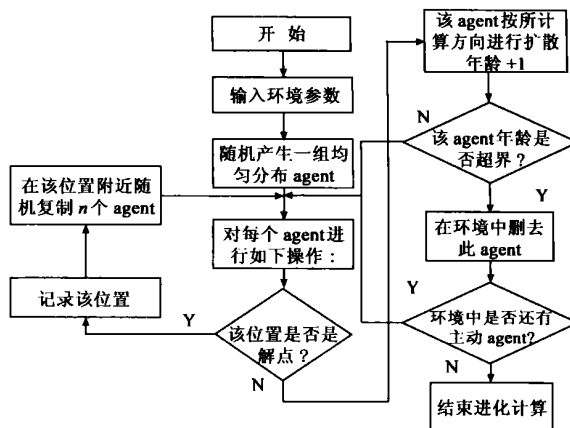 开 始
输入环境参数
随机产生一组均
匀分布 agent
对每个 agent 进
行如下操作：
该位置是否是
解点？
Y
N
记录该位置
在该位置附近随
机复制 n 个 agent
该 agent 按所计
算方向进行扩散
年龄 +1
该 agent 年龄是
否超界？
N
Y
在环境中删去
此 agent
环境中是否还有
主动 agent?
Y
N
结束进化计算